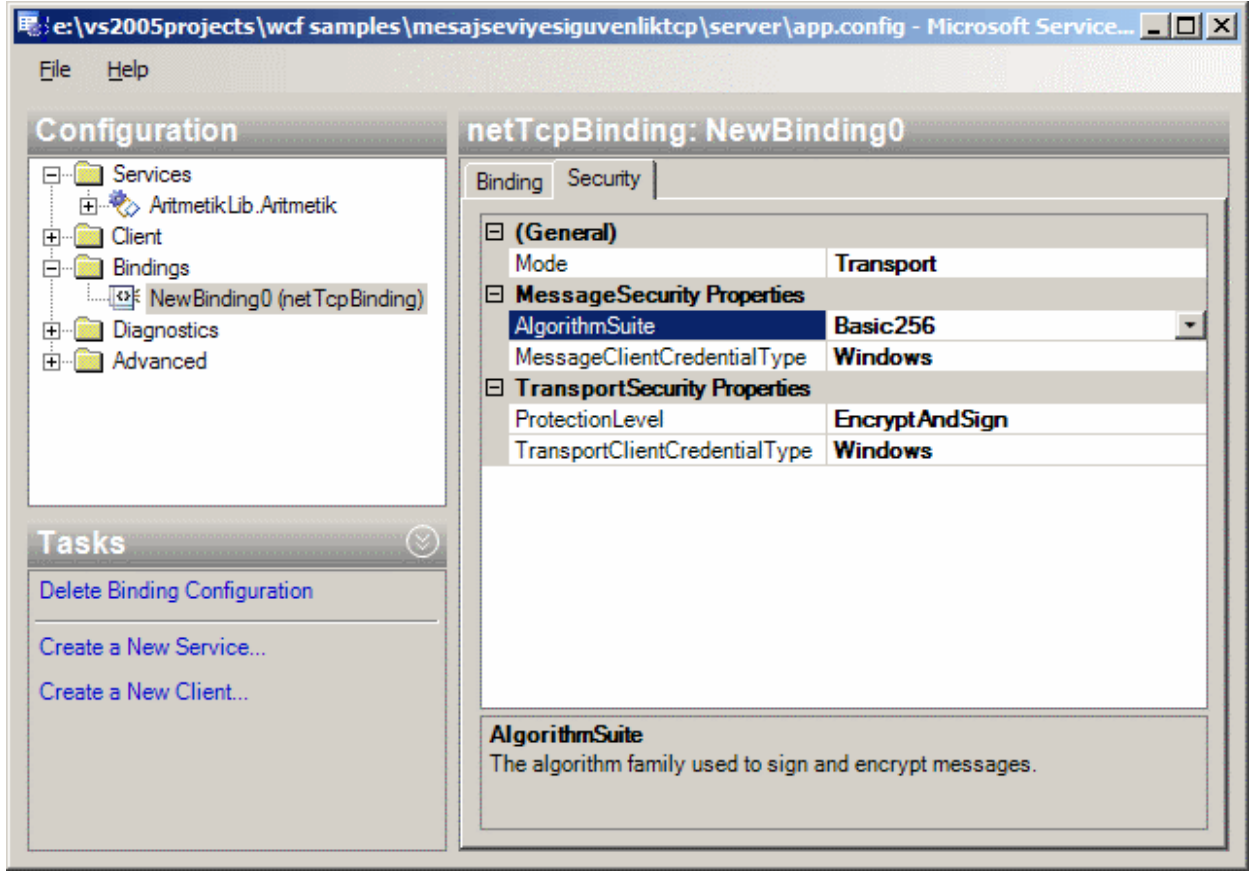 e:\vs2005projects\wcf samples\mesajseviyesiguvenliktcp\server\app.config - Microsoft Service...
File Help
Configuration
Services
AritmetikLib.Aritmetik
Client
Bindings
NewBinding0 (netTcpBinding)
Diagnostics
Advanced
Tasks
Delete Binding Configuration
Create a New Service...
Create a New Client...
netTcpBinding: NewBinding0
Binding Security
(General)
Mode Transport
MessageSecurity Properties
AlgorithmSuite Basic256
MessageClientCredentialType Windows
TransportSecurity Properties
ProtectionLevel EncryptAndSign
TransportClientCredentialType Windows
AlgorithmSuite
The algorithm family used to sign and encrypt messages.